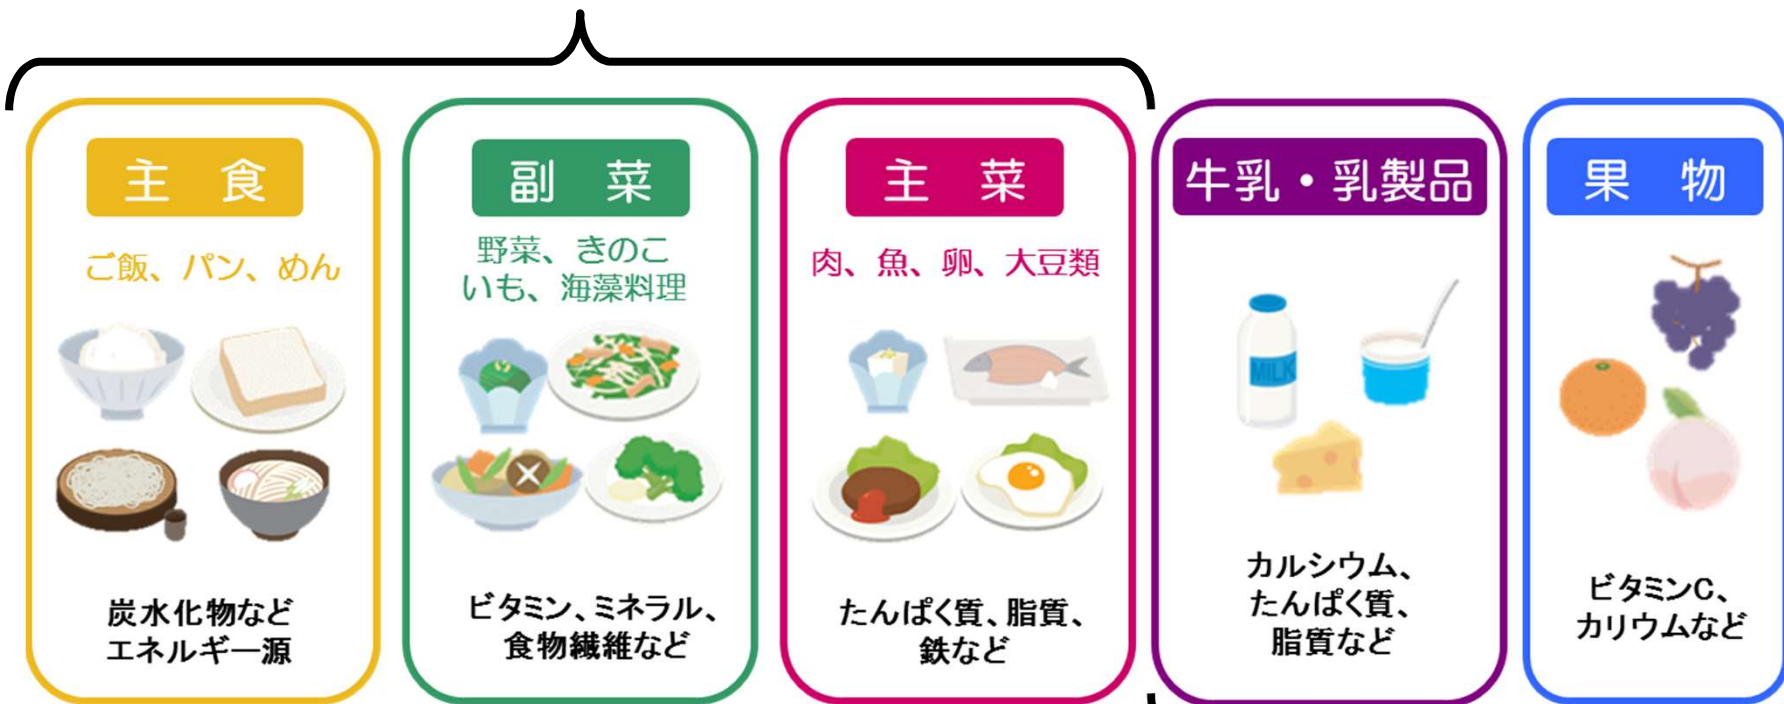 主 食
ご飯、パン、めん
炭水化物など
エネルギー源
副 菜
野菜、きのこ
いも、海藻料理
ビタミン、ミネラル、
食物繊維など
主 菜
肉、魚、卵、大豆類
たんぱく質、脂質、
鉄など
牛乳・乳製品
MILK
カルシウム、
たんぱく質、
脂質など
果 物
ビタミンC、
カリウムなど